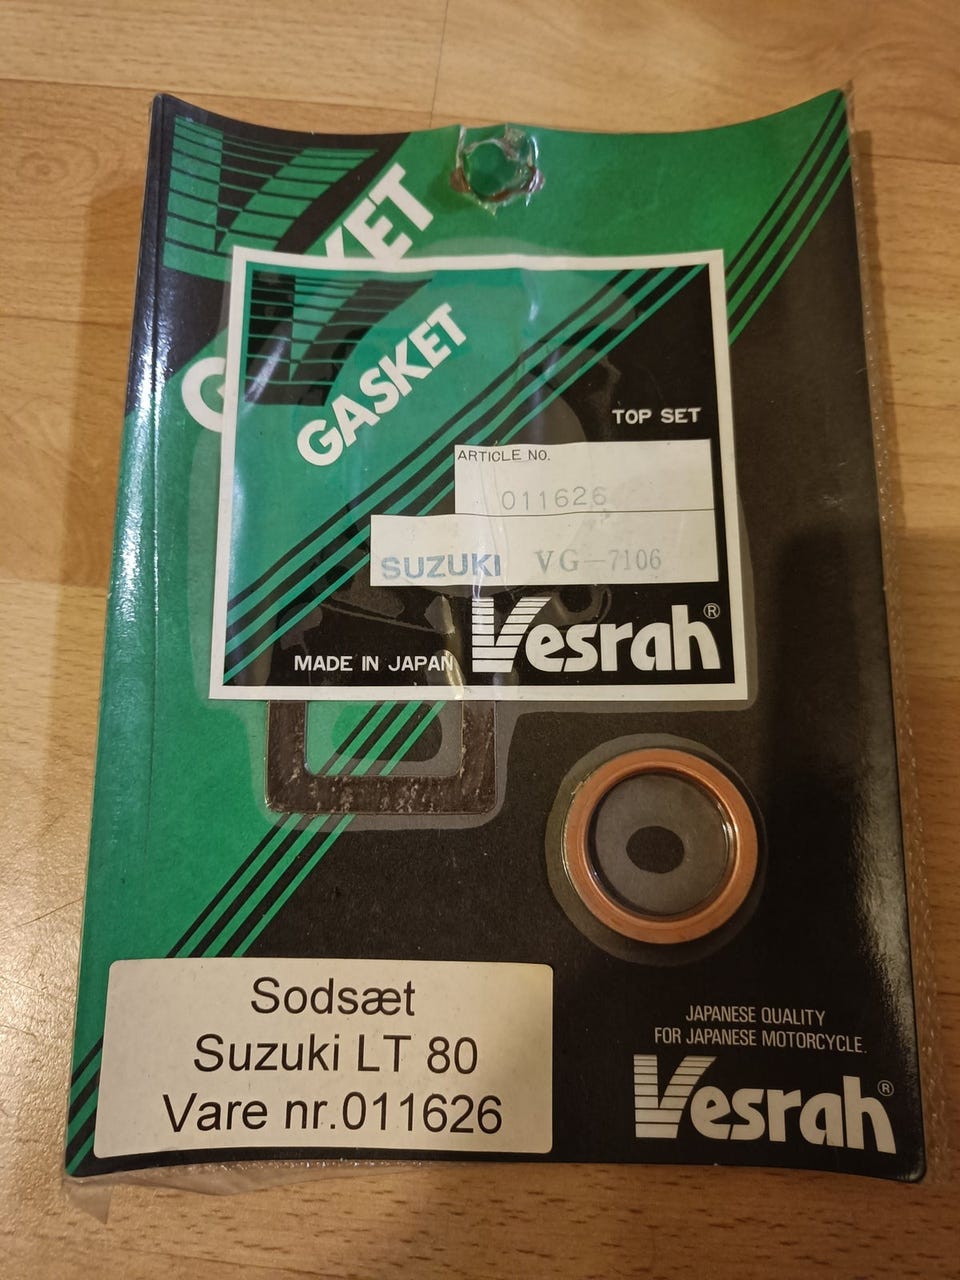 GASKET
GASKET
TOP SET
ARTICLE NO.
011626
SUZUKI VG-7106
Vesrah®
MADE IN JAPAN
Sodsæt
Suzuki LT 80
Vare nr.011626
JAPANESE QUALITY
FOR JAPANESE MOTORCYCLE.
Vesrah®